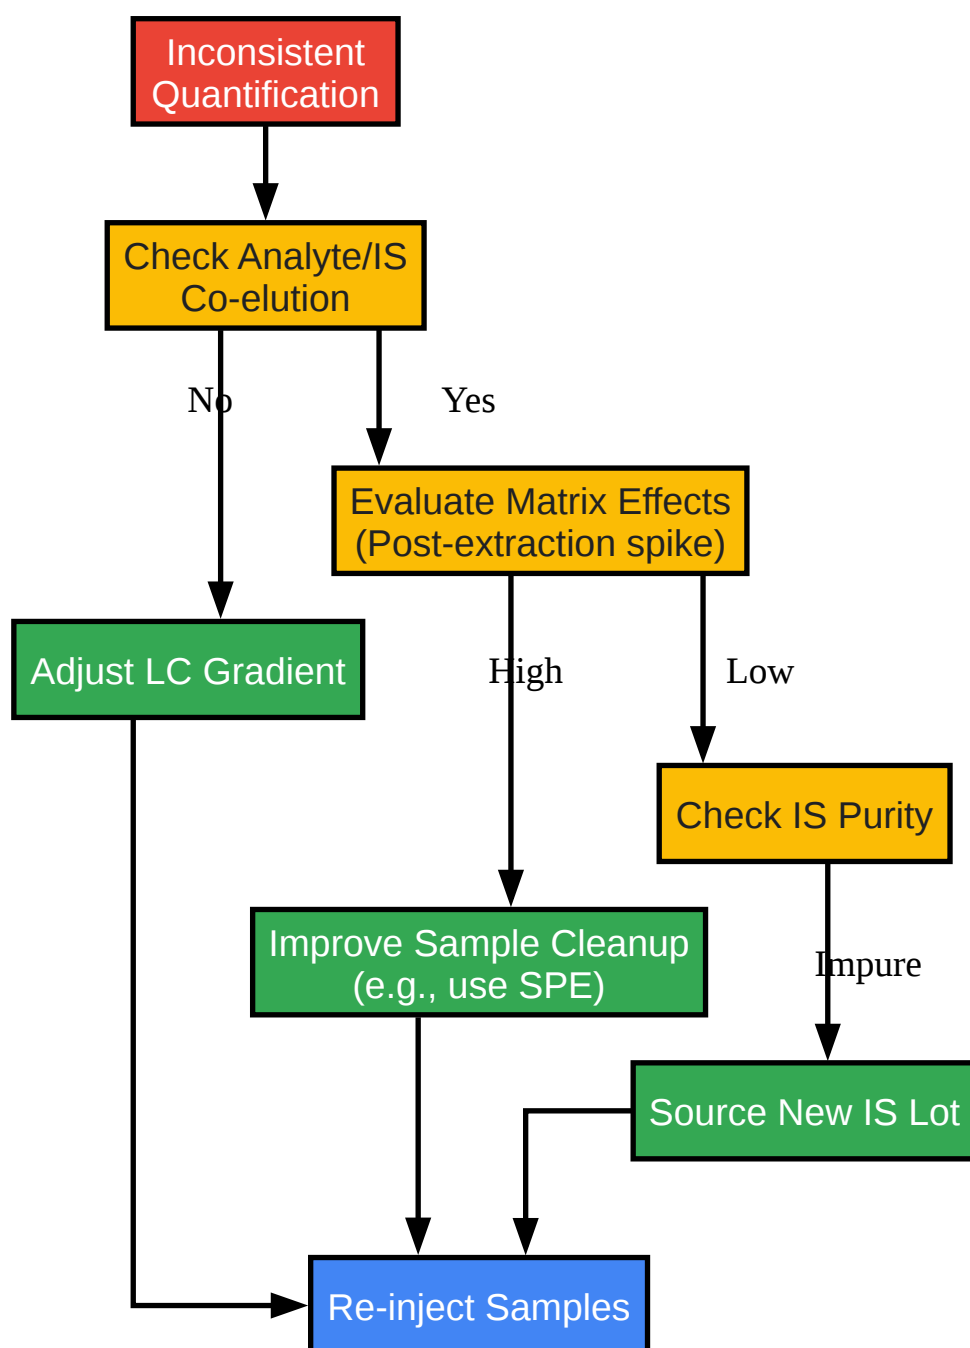 Inconsistent
Quantification
Check Analyte/IS
Co-elution
No
Yes
Evaluate Matrix Effects
(Post-extraction spike)
Adjust LC Gradient
High
Low
Check IS Purity
Improve Sample Cleanup
(e.g., use SPE)
Impure
Source New IS Lot
Re-inject Samples